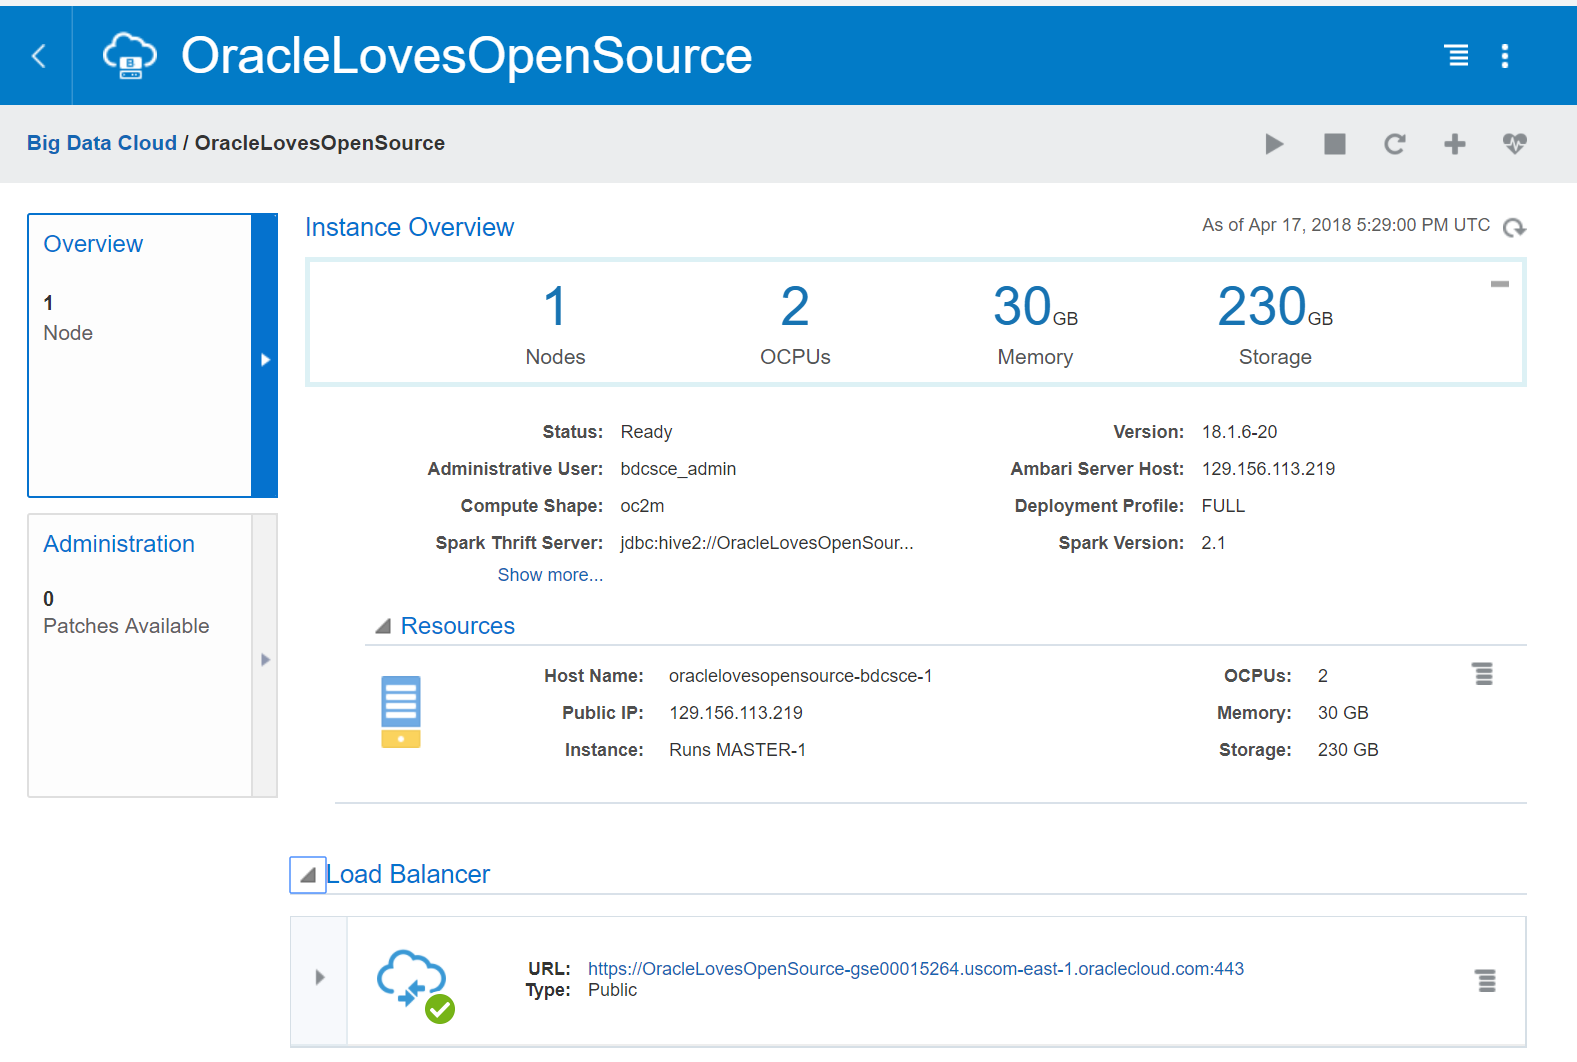 OracleLovesOpenSource
Big Data Cloud / OracleLovesOpenSource
Overview
1
Node
Administration
0
Patches Available
Instance Overview
As of Apr 17, 2018 5:29:00 PM UTC
1 2 30 GB 230 GB
Nodes OCPUs Memory Storage
Status: Ready Version: 18.1.6-20
Administrative User: bdcsce_admin Ambari Server Host: 129.156.113.219
Compute Shape: oc2m Deployment Profile: FULL
Spark Thrift Server: jdbc:hive2://OracleLovesOpenSour... Spark Version: 2.1
Show more...
Resources
Host Name: oraclelovesopensource-bdcsce-1 OCPUs: 2
Public IP: 129.156.113.219 Memory: 30 GB
Instance: Runs MASTER-1 Storage: 230 GB
Load Balancer
URL: https://OracleLovesOpenSource-gse00015264.uscom-east-1.oraclecloud.com:443
Type: Public